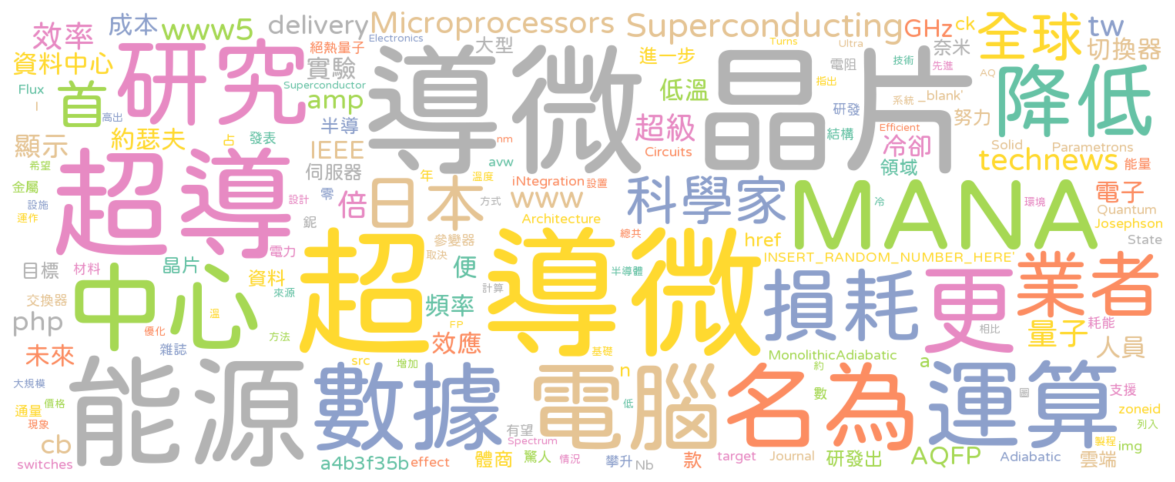 效率
成本
www5
delivery
Electronics
Microprocessors
Superconducting
GHz
ck
全球
tw
資料中心
絕熱量子
大型
進一步
Turns
Ultra
奈米
切換器
Flux
首
研究
實驗
Superconductor
導微
晶片
電阻
技術
先進
指出
AQ
降低
I
高出
amp
低溫
研發
系統
_blank'
努力
顯示
約瑟夫
占
發表
半導
IEEE
nm
超級
結構
Efficient
冷卻
Solid
Parametrons
希望
超導
伺服器
avw
Circuits
領域
technews
能量
金屬
設施
運作
設計
零
年
溫度
iNtegration
設置
www
科學家
MANA
冷
環境
電子
Quantum
Josephson
State
倍
日本
方式
Architecture
鈮
參變器
總共
href
INSERT_RANDOM_NUMBER_HERE'
目標
材料
晶片
電力
資料
來源
超
導微
取決
便
計算
半導體
交換器
中心
頻率
損耗
更
業者
php
優化
溫
FP
相比
量子
耗能
未來
雜誌
方法
效應
基礎
人員
大規模
能源
數據
src
增加
電腦
n
低
MonolithicAdiabatic
約
a
數
名為
運算
圖
支援
價格
通量
現象
zoneid
列入
有望
cb
Spectrum
switches
a4b3f35b
effect
體商
驚人
情況
攀升
Nb
款
target
Journal
研發出
AQFP
Adiabatic
雲端
製程
img